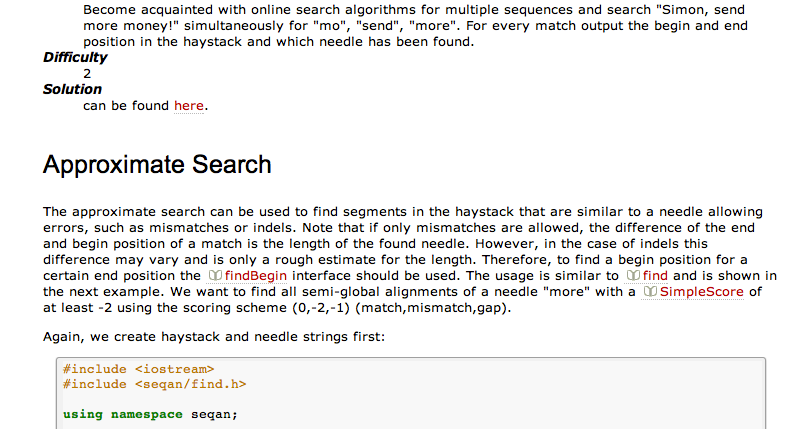 Become acquainted with online search algorithms for multiple sequences and search "Simon, send
more money!" simultaneously for "mo", "send", "more". For every match output the begin and end
position in the haystack and which needle has been found.
Difficulty
2
Solution
can be found here.
Approximate Search
The approximate search can be used to find segments in the haystack that are similar to a needle allowing
errors, such as mismatches or indels. Note that if only mismatches are allowed, the difference of the end
and begin position of a match is the length of the found needle. However, in the case of indels this
difference may vary and is only a rough estimate for the length. Therefore, to find a begin position for a
certain end position the findBegin interface should be used. The usage is similar to find and is shown in
the next example. We want to find all semi-global alignments of a needle "more" with a SimpleScore of
at least -2 using the scoring scheme (0,-2,-1) (match,mismatch,gap).
Again, we create haystack and needle strings first:
#include <iostream>
#include <seqan/find.h>
using namespace seqan;